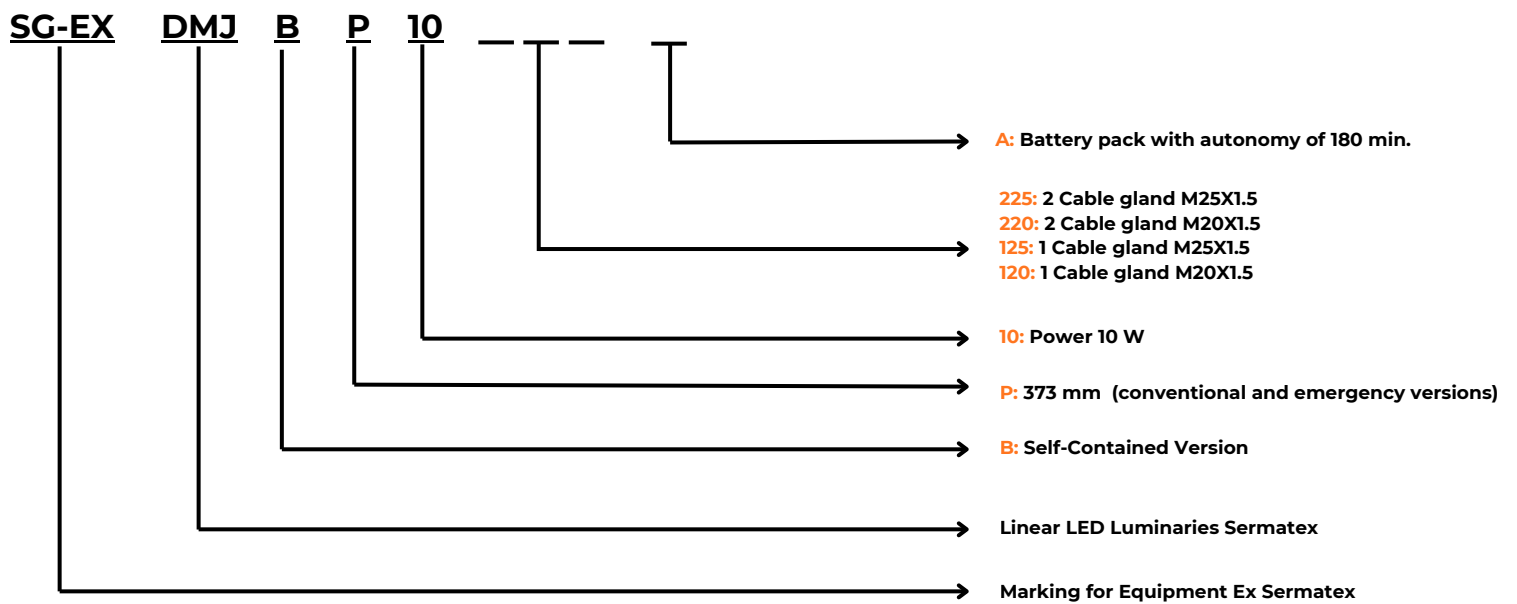 SG-EX DMJ B P 10 _ _ _ _
A: Battery pack with autonomy of 180 min.
225: 2 Cable gland M25X1.5
220: 2 Cable gland M20X1.5
125: 1 Cable gland M25X1.5
120: 1 Cable gland M20X1.5
10: Power 10 W
P: 373 mm (conventional and emergency versions)
B: Self-Contained Version
Linear LED Luminaries Sermatex
Marking for Equipment Ex Sermatex